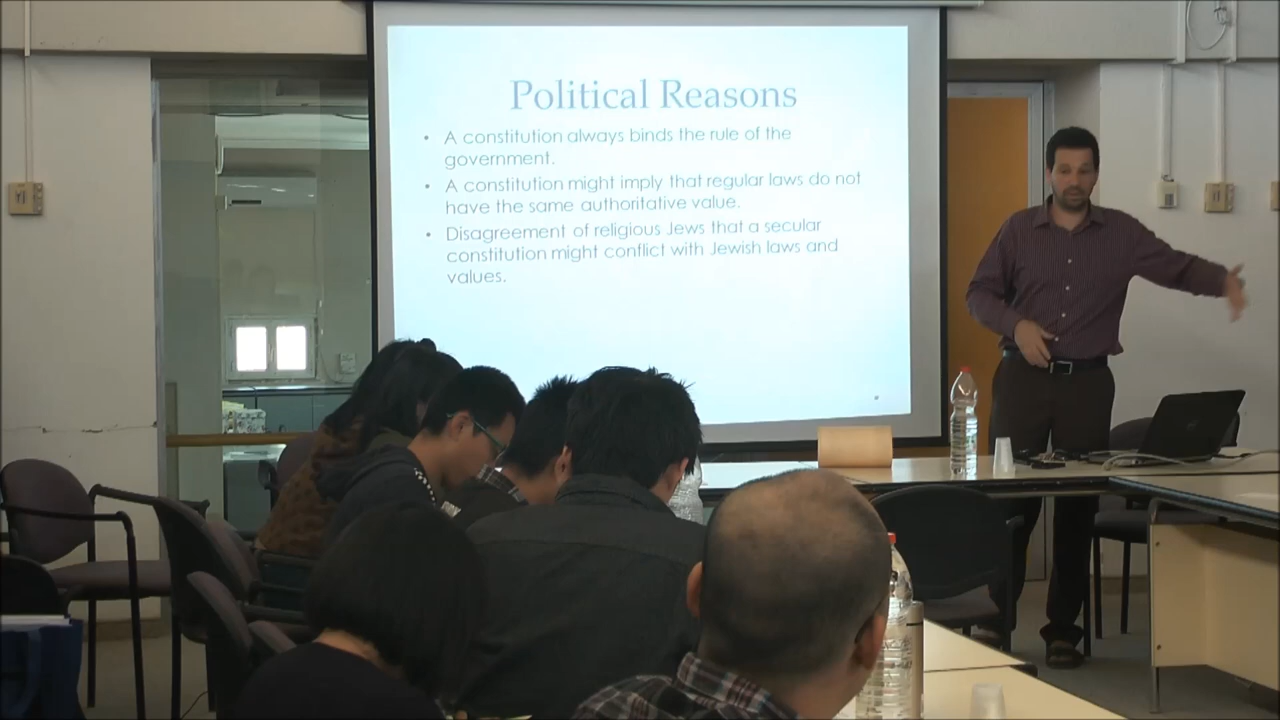 Political Reasons
• A constitution always binds the rule of the
government.
• A constitution might imply that regular laws do not
have the same authoritative value.
• Disagreement of religious Jews that a secular
constitution might conflict with Jewish laws and
values.